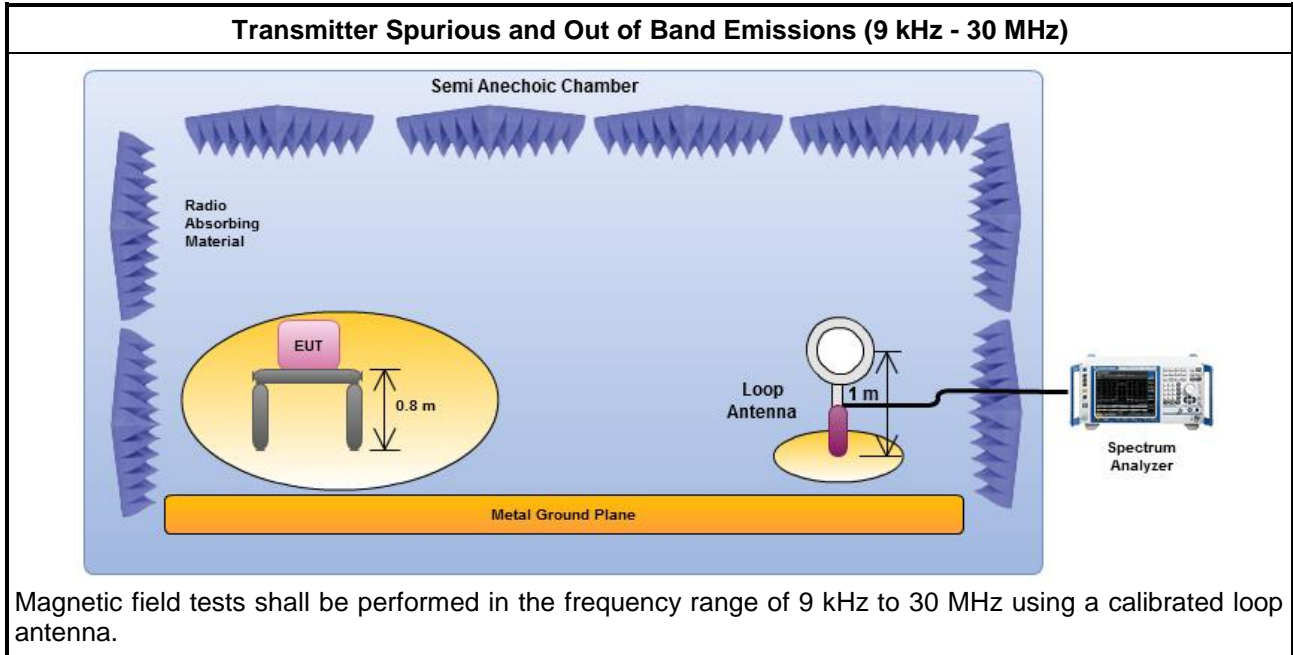 Transmitter Spurious and Out of Band Emissions (9 kHz - 30 MHz)
Semi Anechoic Chamber
Radio
Absorbing
Material
EUT
0.8 m
Loop
Antenna
1 m
Spectrum
Analyzer
Metal Ground Plane
Magnetic field tests shall be performed in the frequency range of 9 kHz to 30 MHz using a calibrated loop
antenna.